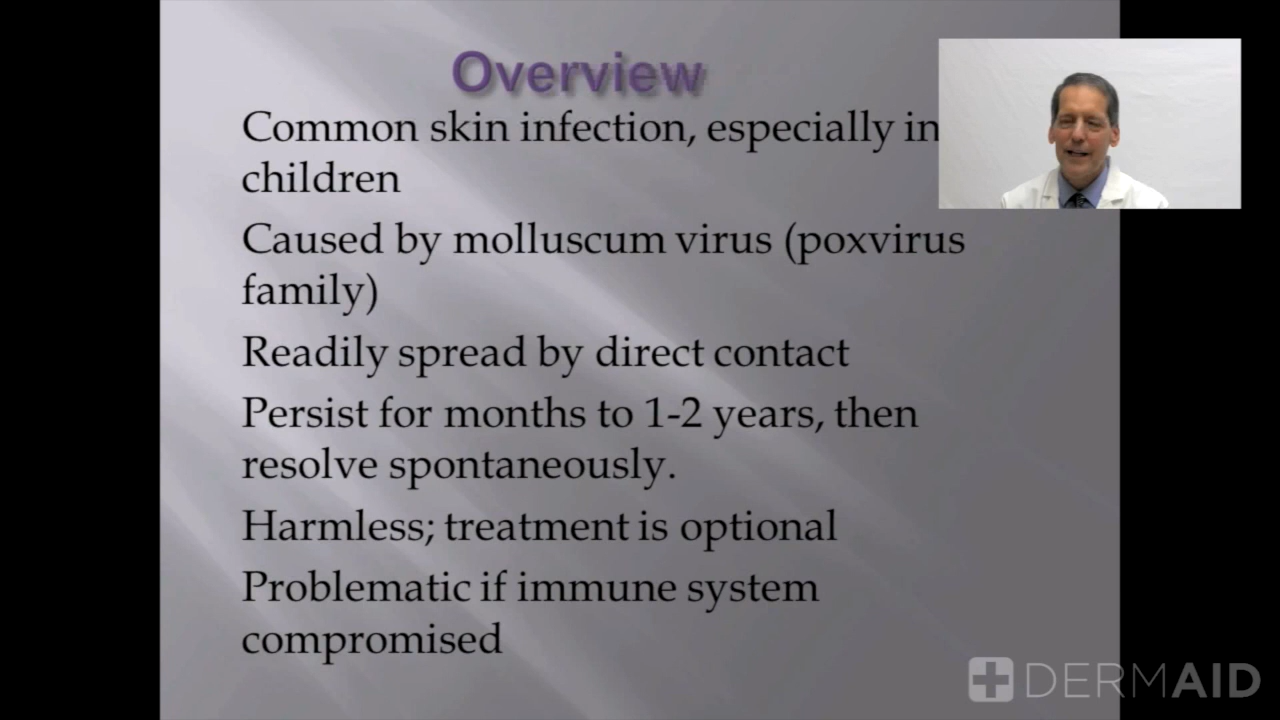 Overview
Common skin infection, especially in
children
Caused by molluscum virus (poxvirus
family)
Readily spread by direct contact
Persist for months to 1-2 years, then
resolve spontaneously.
Harmless; treatment is optional
Problematic if immune system
compromised
DERMAID